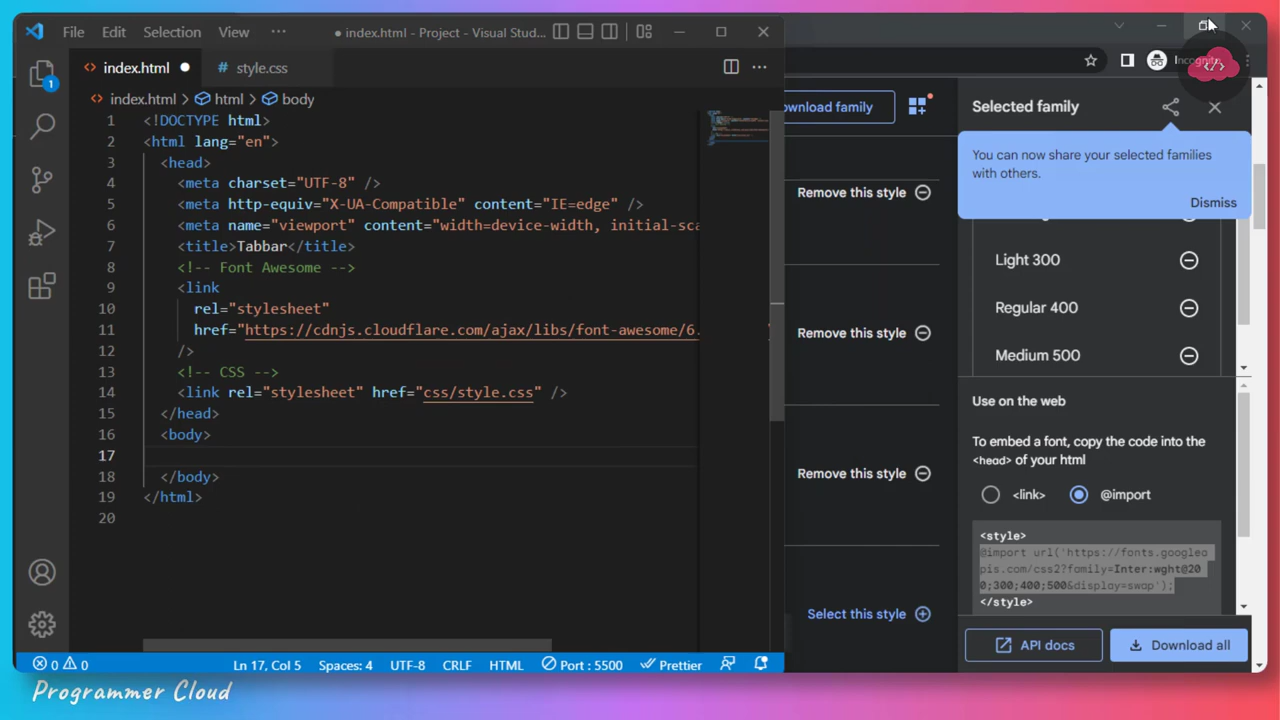 File Edit Selection View ··· ● index.html - Project - Visual Stud...
index.html ● # style.css
index.html > html > body
1 <!DOCTYPE html>
2 <html lang="en">
3 <head>
4 <meta charset="UTF-8" />
5 <meta http-equiv="X-UA-Compatible" content="IE=edge" />
6 <meta name="viewport" content="width=device-width, initial-sca
7 <title>Tabbar</title>
8 <!-- Font Awesome -->
9 <link
10 rel="stylesheet"
11 href="https://cdnjs.cloudflare.com/ajax/libs/font-awesome/6.
12 />
13 <!-- CSS -->
14 <link rel="stylesheet" href="css/style.css" />
15 </head>
16 <body>
17
18 </body>
19 </html>
20
1
0 0 Ln 17, Col 5 Spaces: 4 UTF-8 CRLF HTML Port : 5500 Prettier
ownload family
Remove this style
Remove this style
Remove this style
Select this style
Selected family
You can now share your selected families
with others.
Dismiss
Light 300
Regular 400
Medium 500
Use on the web
To embed a font, copy the code into the
<head> of your html
<link> @import
<style>
@import url('https://fonts.googlea
pis.com/css2?family=Inter:wght@20
0;300;400;500&display=swap');
</style>
API docs Download all
Programmer Cloud